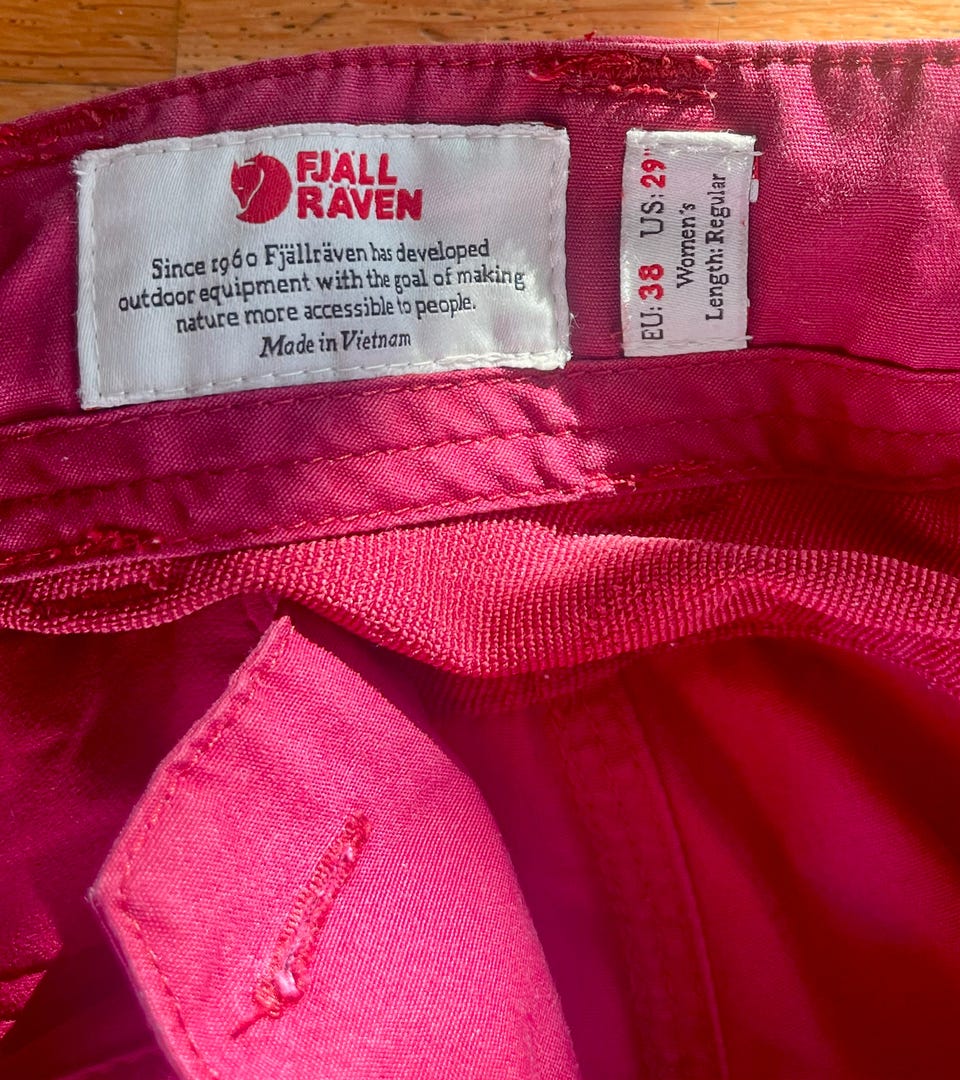 FJÄLL
RÄVEN
Since 1960 Fjällräven has developed
outdoor equipment with the goal of making
nature more accessible to people.
Made in Vietnam
EU: 38 US: 29"
Women's
Length: Regular